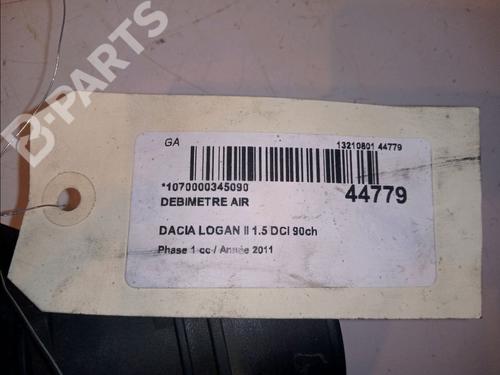 B-PARTS
GA
13210801 44779
*1070000345090
44779
DEBIMETRE AIR
DACIA LOGAN II 1.5 DCI 90ch
Phase 1 cc / Année 2011